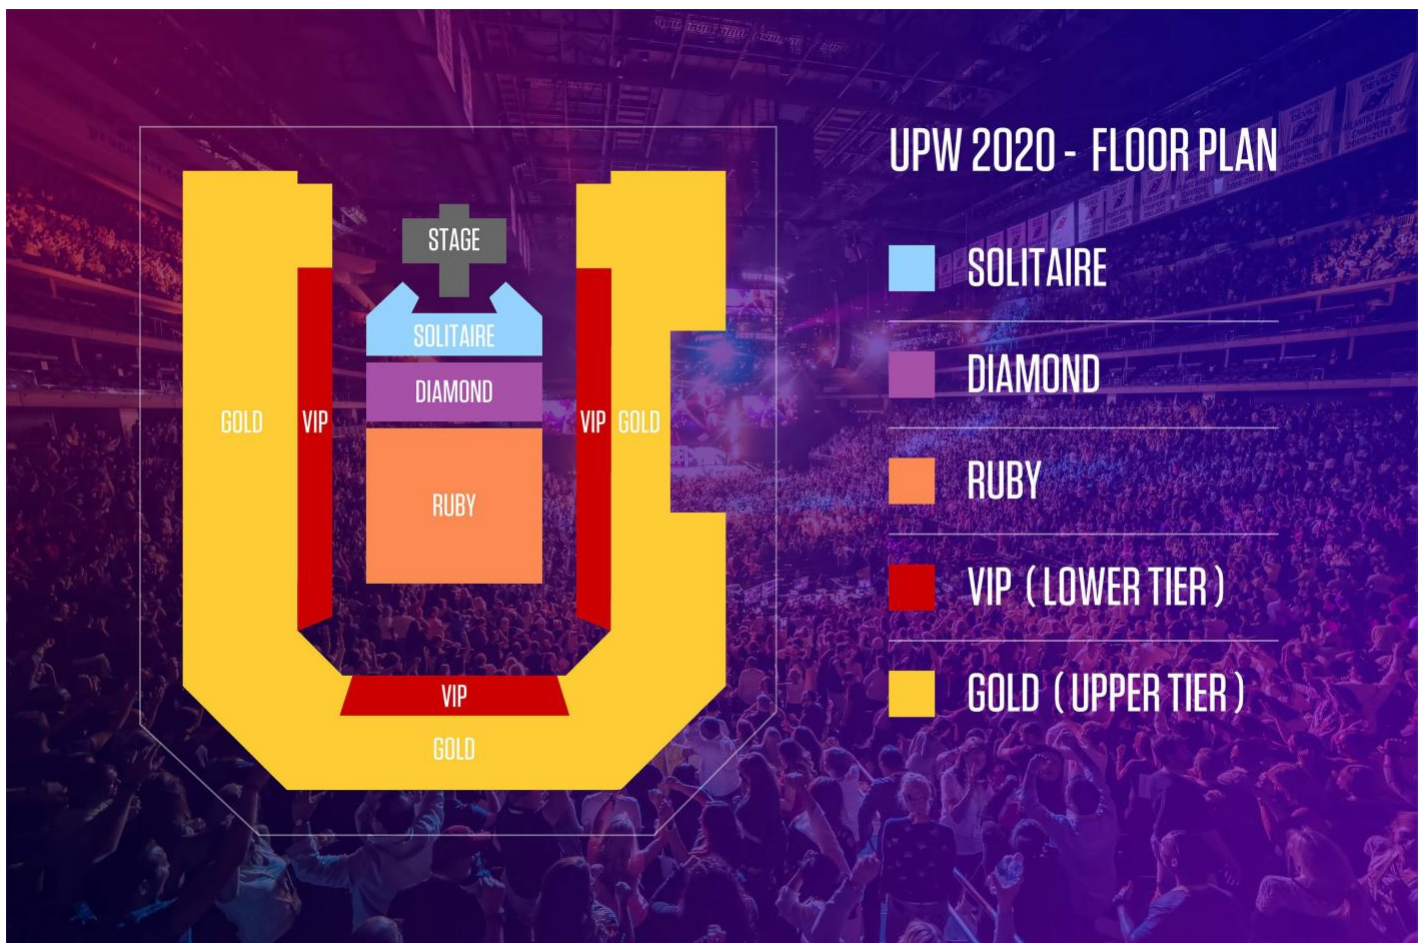 UPW 2020 - FLOOR PLAN
STAGE
SOLITAIRE
DIAMOND
RUBY
GOLD
VIP
VIP
GOLD
VIP
GOLD
SOLITAIRE
DIAMOND
RUBY
VIP ( LOWER TIER )
GOLD ( UPPER TIER )